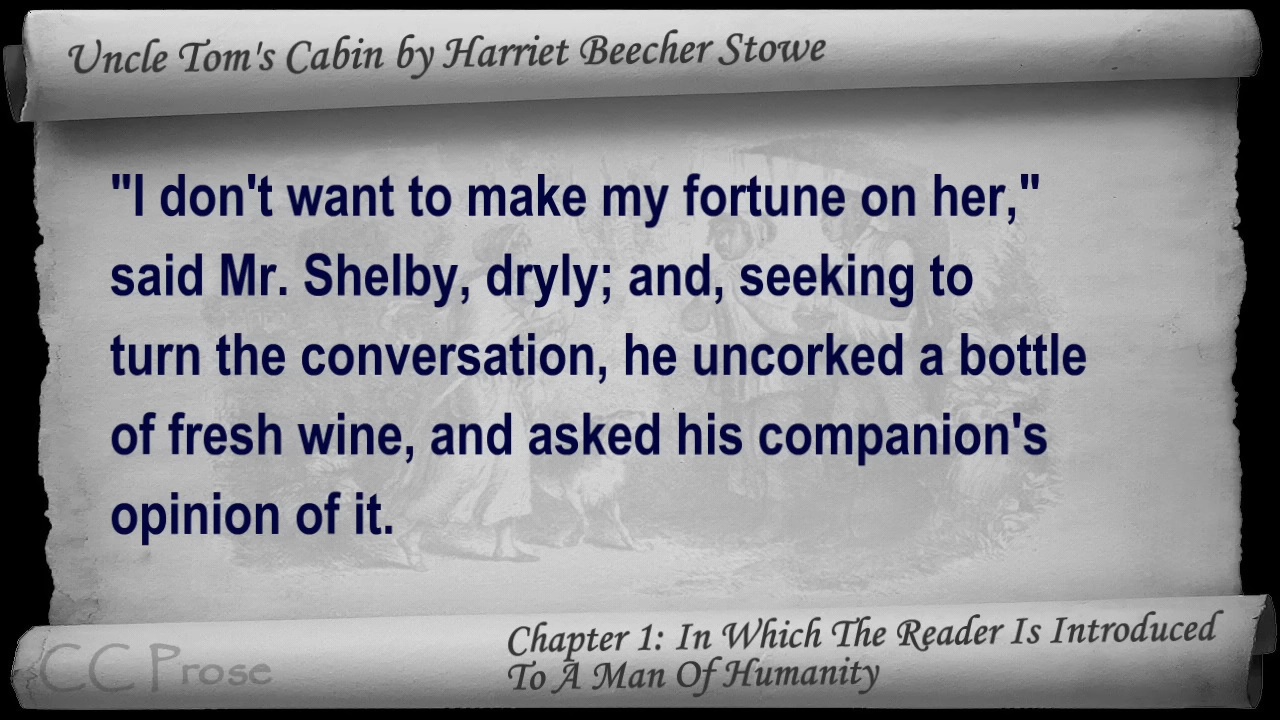 Uncle Tom's Cabin by Harriet Beecher Stowe
"I don't want to make my fortune on her,"
said Mr. Shelby, dryly; and, seeking to
turn the conversation, he uncorked a bottle
of fresh wine, and asked his companion's
opinion of it.
CC Prose
Chapter 1: In Which The Reader Is Introduced
To A Man Of Humanity